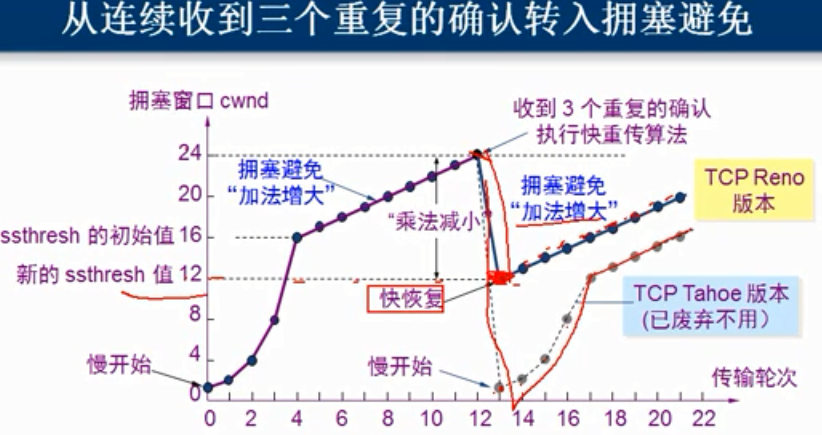 从连续收到三个重复的确认转入拥塞避免
拥塞窗口 cwnd
收到 3 个重复的确认
执行快重传算法
24
拥塞避免
“加法增大”
拥塞避免
“加法增大”
TCP Reno
版本
20
“乘法减小”
ssthresh 的初始值 16
新的 ssthresh 值 12
快恢复
TCP Tahoe 版本
(已废弃不用）
8
4
慢开始
慢开始
传输轮次
0
0 2 4 6 8 10 12 14 16 18 20 22